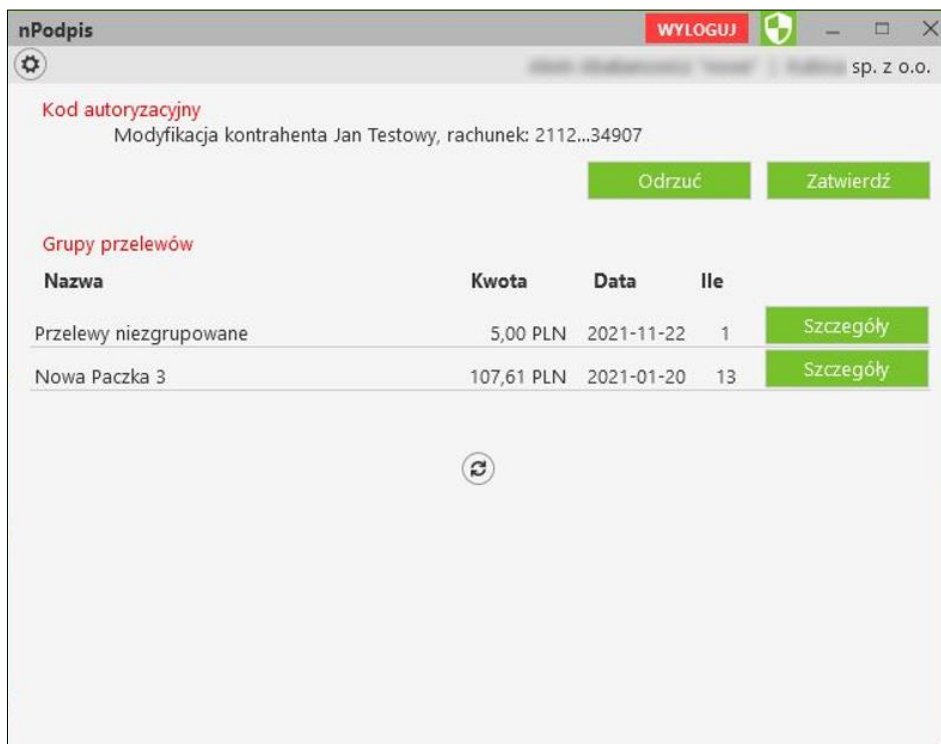 nPodpis WYLOGUJ
sp. z o.o.
Kod autoryzacyjny
Modyfikacja kontrahenta Jan Testowy, rachunek: 2112...34907
Odrzuć Zatwierdź
Grupy przelewów
Nazwa Kwota Data Ile
Przelewy niezgrupowane 5,00 PLN 2021-11-22 1 Szczegóły
Nowa Paczka 3 107,61 PLN 2021-01-20 13 Szczegóły